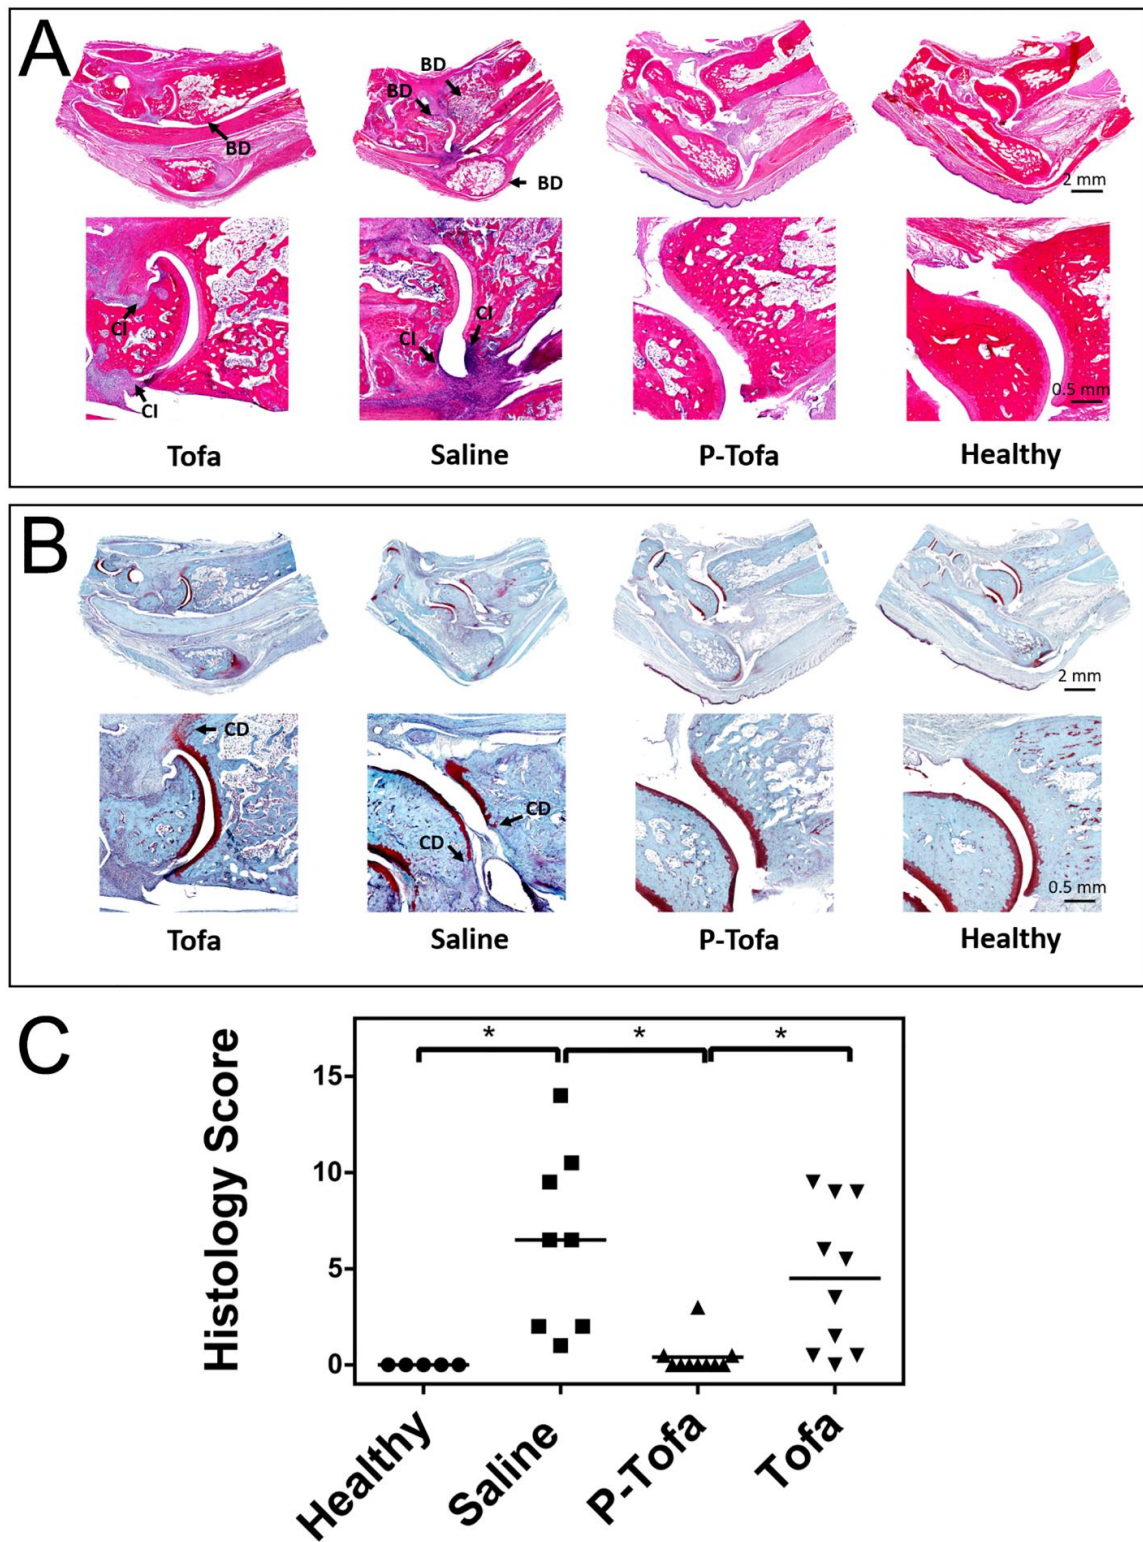 A
BD
BD
BD
BD
2 mm
CI
CI
CI
CI
0.5 mm
Tofa
Saline
P-Tofa
Healthy
B
2 mm
CD
CD
CD
0.5 mm
Tofa
Saline
P-Tofa
Healthy
C
Histology Score
* * *
15
10
5
0
Healthy
Saline
P-Tofa
Tofa